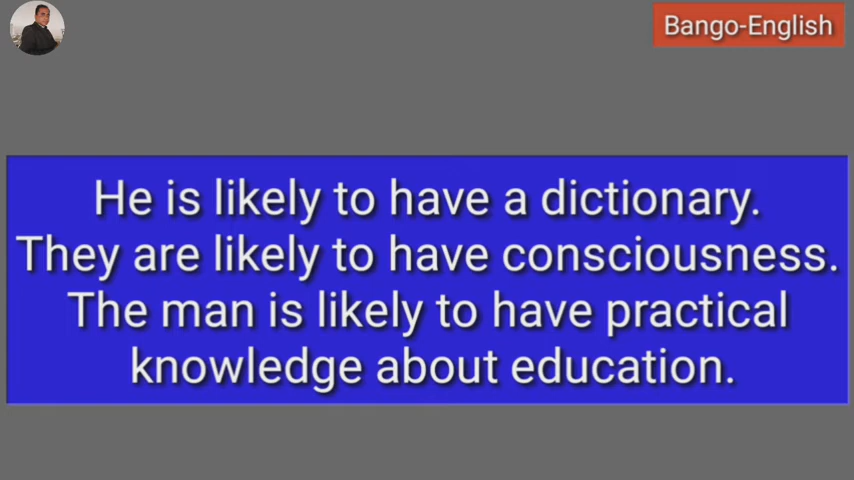 Bango-English
He is likely to have a dictionary.
They are likely to have consciousness.
The man is likely to have practical
knowledge about education.